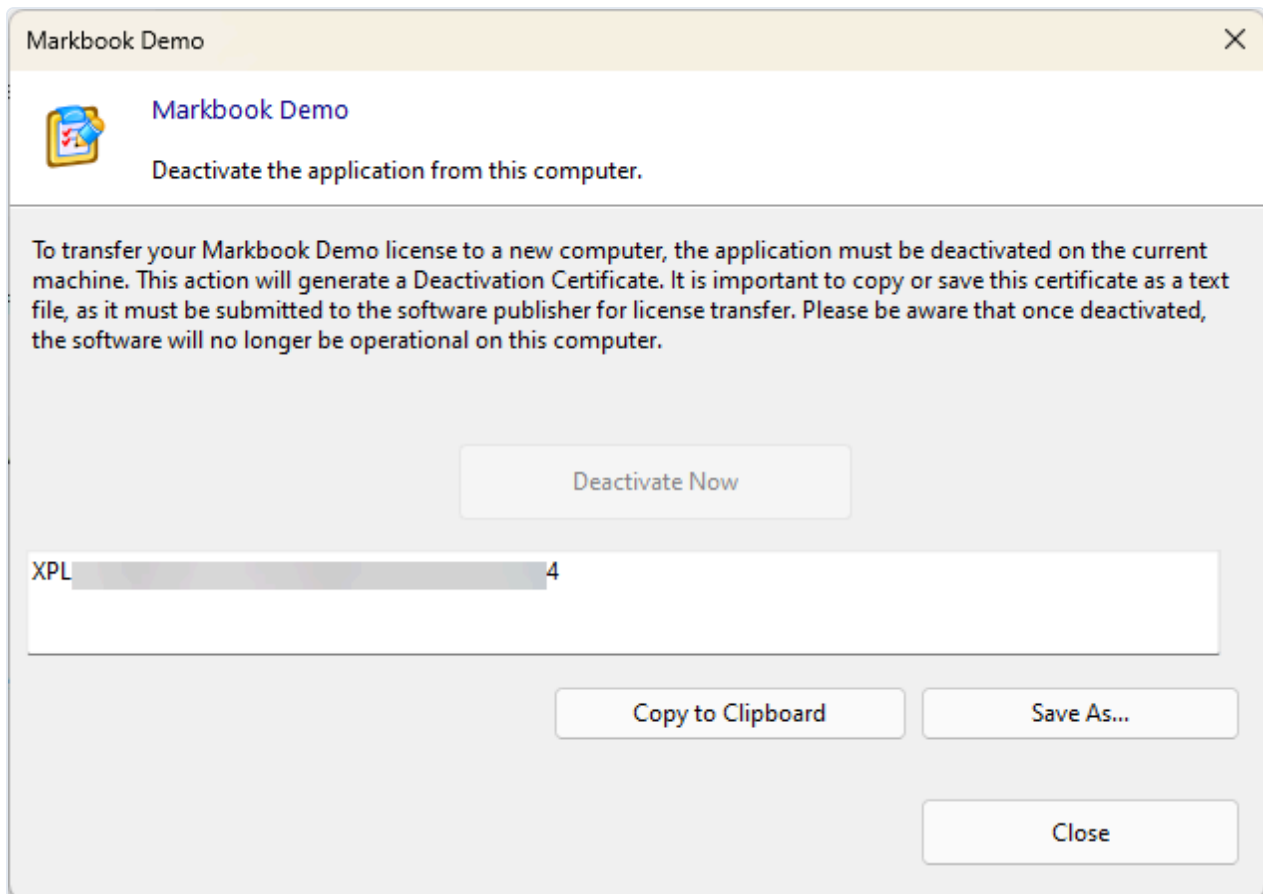 Markbook Demo
Markbook Demo
Deactivate the application from this computer.
To transfer your Markbook Demo license to a new computer, the application must be deactivated on the current
machine. This action will generate a Deactivation Certificate. It is important to copy or save this certificate as a text
file, as it must be submitted to the software publisher for license transfer. Please be aware that once deactivated,
the software will no longer be operational on this computer.
Deactivate Now
XPL 4
Copy to Clipboard
Save As...
Close